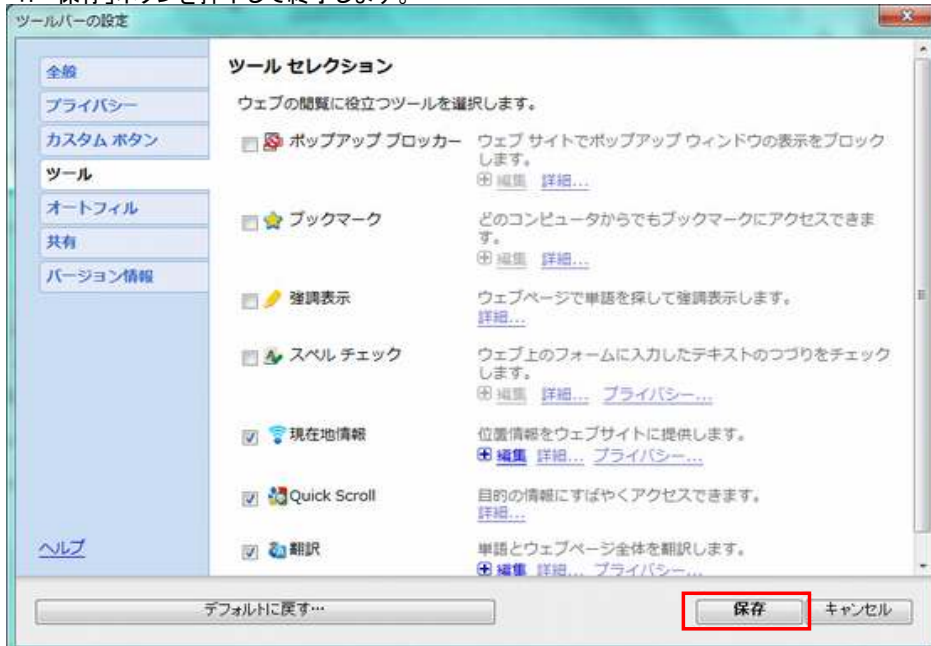 ツールバーの設定
全般
プライバシー
カスタム ボタン
ツール
オートフィル
共有
バージョン情報
ヘルプ
ツール セレクション
ウェブの閲覧に役立つツールを選択します。
ポップアップ ブロッカー
ウェブ サイトでポップアップ ウィンドウの表示をブロック
します。
編集 詳細...
ブックマーク
どのコンピュータからでもブックマークにアクセスできま
す。
編集 詳細...
強調表示
ウェブページで単語を探して強調表示します。
詳細...
スペル チェック
ウェブ上のフォームに入力したテキストのつづりをチェック
します。
編集 詳細... プライバシー...
現在地情報
位置情報をウェブサイトに提供します。
編集 詳細... プライバシー...
Quick Scroll
目的の情報にすばやくアクセスできます。
詳細...
翻訳
単語とウェブページ全体を翻訳します。
編集 詳細... プライバシー...
デフォルトに戻す…
保存
キャンセル